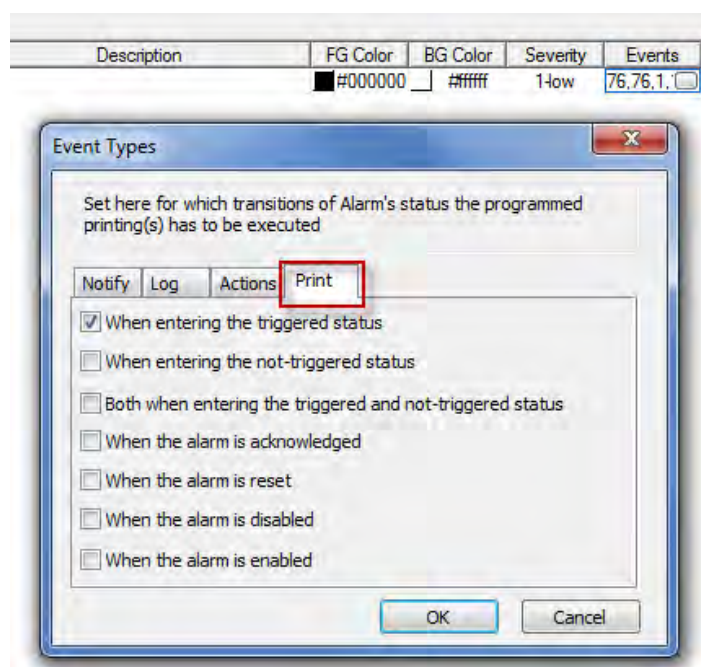 Description FG Color BG Color Severity Events
#000000 #ffffff 1-low 76,76,1,
Event Types
Set here for which transitions of Alarm's status the programmed
printing(s) has to be executed
Notify Log Actions Print
When entering the triggered status
When entering the not-triggered status
Both when entering the triggered and not-triggered status
When the alarm is acknowledged
When the alarm is reset
When the alarm is disabled
When the alarm is enabled
OK Cancel